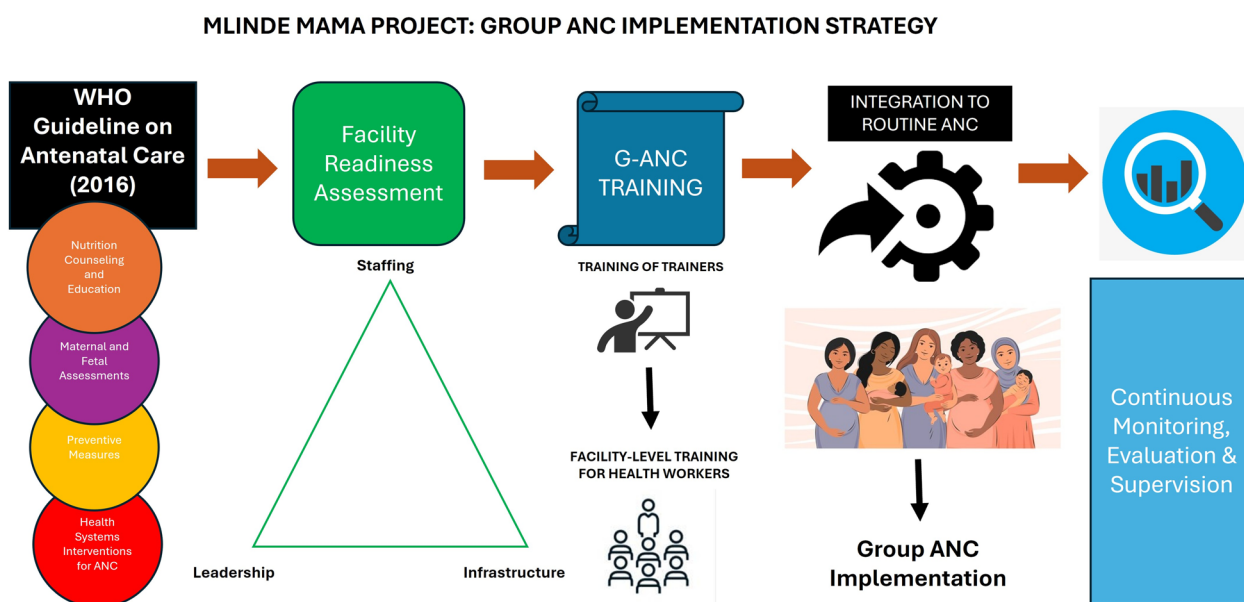 MLINDE MAMA PROJECT: GROUP ANC IMPLEMENTATION STRATEGY
WHO
Guideline on
Antenatal Care
(2016)
Nutrition
Counseling
and
Education
Maternal and
Fetal
Assessments
Preventive
Measures
Health
Systems
Interventions
for ANC
Facility
Readiness
Assessment
Staffing
Leadership
Infrastructure
G-ANC
TRAINING
TRAINING OF TRAINERS
FACILITY-LEVEL TRAINING
FOR HEALTH WORKERS
INTEGRATION TO
ROUTINE ANC
Group ANC
Implementation
Continuous
Monitoring,
Evaluation &
Supervision